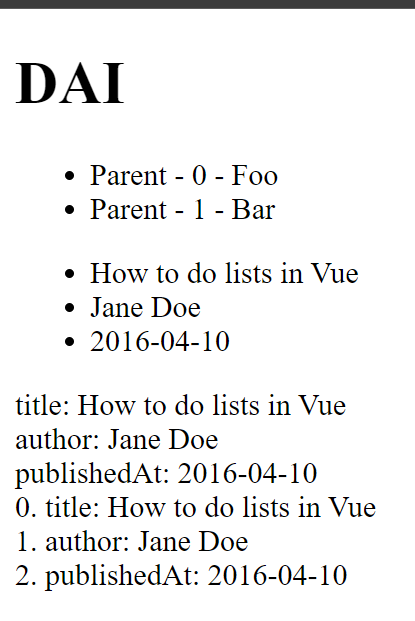 DAI
Parent - 0 - Foo
Parent - 1 - Bar
How to do lists in Vue
Jane Doe
2016-04-10
title: How to do lists in Vue
author: Jane Doe
publishedAt: 2016-04-10
0. title: How to do lists in Vue
1. author: Jane Doe
2. publishedAt: 2016-04-10